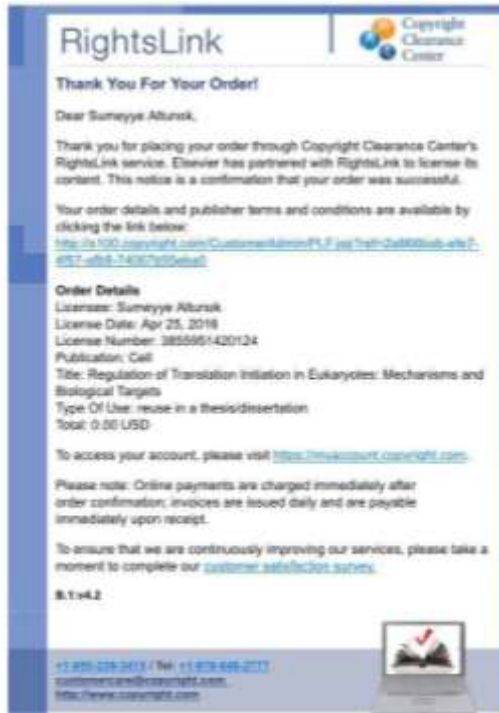 RightsLink
Copyright
Clearance
Center
Thank You For Your Order!
Dear Sumeyye Altunok,
Thank you for placing your order through Copyright Clearance Center's
RightsLink service. Elsevier has partnered with RightsLink to license its
content. This notice is a confirmation that your order was successful.
Your order details and publisher terms and conditions are available by
clicking the link below:
Order Details
Licensee: Sumeyye Altunok
License Date: Apr 25, 2016
License Number: 3855951420124
Publication: Cell
Title: Regulation of Translation Initiation in Eukaryotes: Mechanisms and
Biological Targets
Type Of Use: reuse in a thesis/dissertation
Total: 0.00 USD
To access your account, please visit https://myaccount.copyright.com.
Please note: Online payments are charged immediately after
order confirmation; invoices are issued daily and are payable
immediately upon receipt.
To ensure that we are continuously improving our services, please take a
moment to complete our customer satisfaction survey.
B.1:v4.2
/ Tel:
customercare@copyright.com
http://www.copyright.com